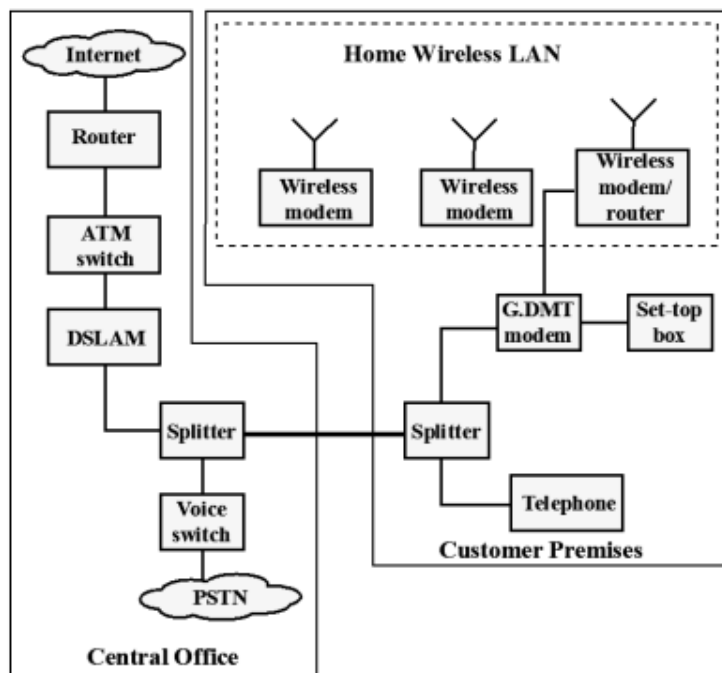 Internet
Router
ATM
switch
DSLAM
Splitter
Voice
switch
PSTN
Central Office
Home Wireless LAN
Wireless
modem
Wireless
modem
Wireless
modem/
router
G.DMT
modem
Set-top
box
Splitter
Telephone
Customer Premises